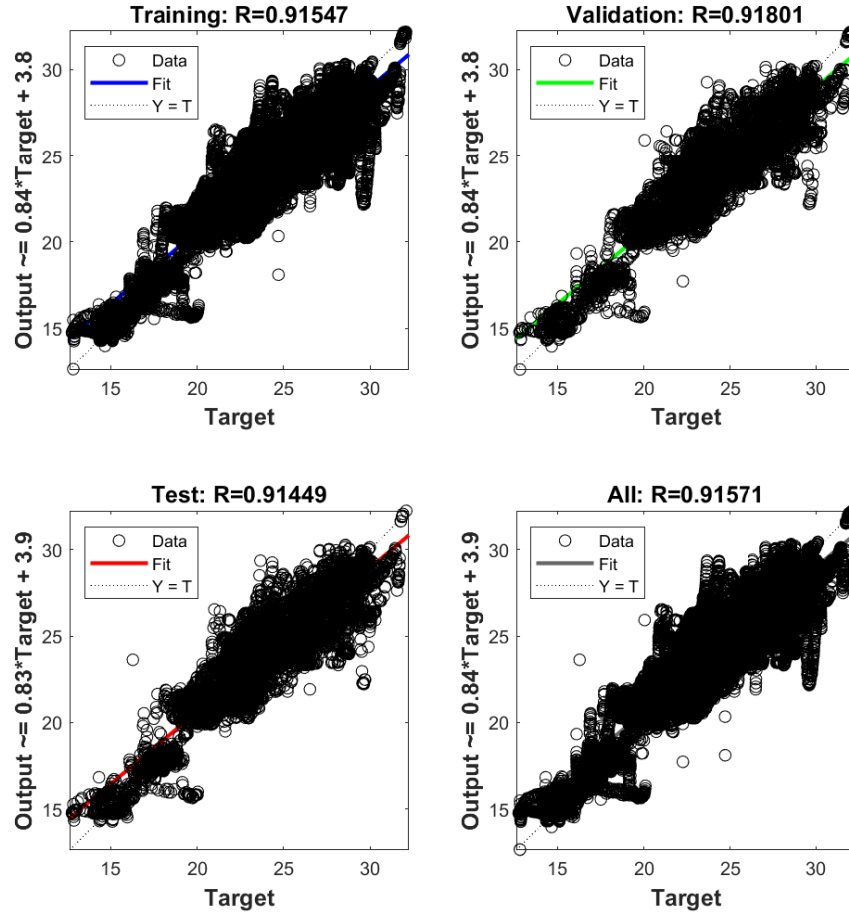 Training: R=0.91547
Output ~= 0.84*Target + 3.8
Data
Fit
Y = T
30
25
20
15
15 20 25 30
Target
Validation: R=0.91801
Output ~= 0.84*Target + 3.8
Data
Fit
Y = T
30
25
20
15
15 20 25 30
Target
Test: R=0.91449
Output ~= 0.83*Target + 3.9
Data
Fit
Y = T
30
25
20
15
15 20 25 30
Target
All: R=0.91571
Output ~= 0.84*Target + 3.9
Data
Fit
Y = T
30
25
20
15
15 20 25 30
Target